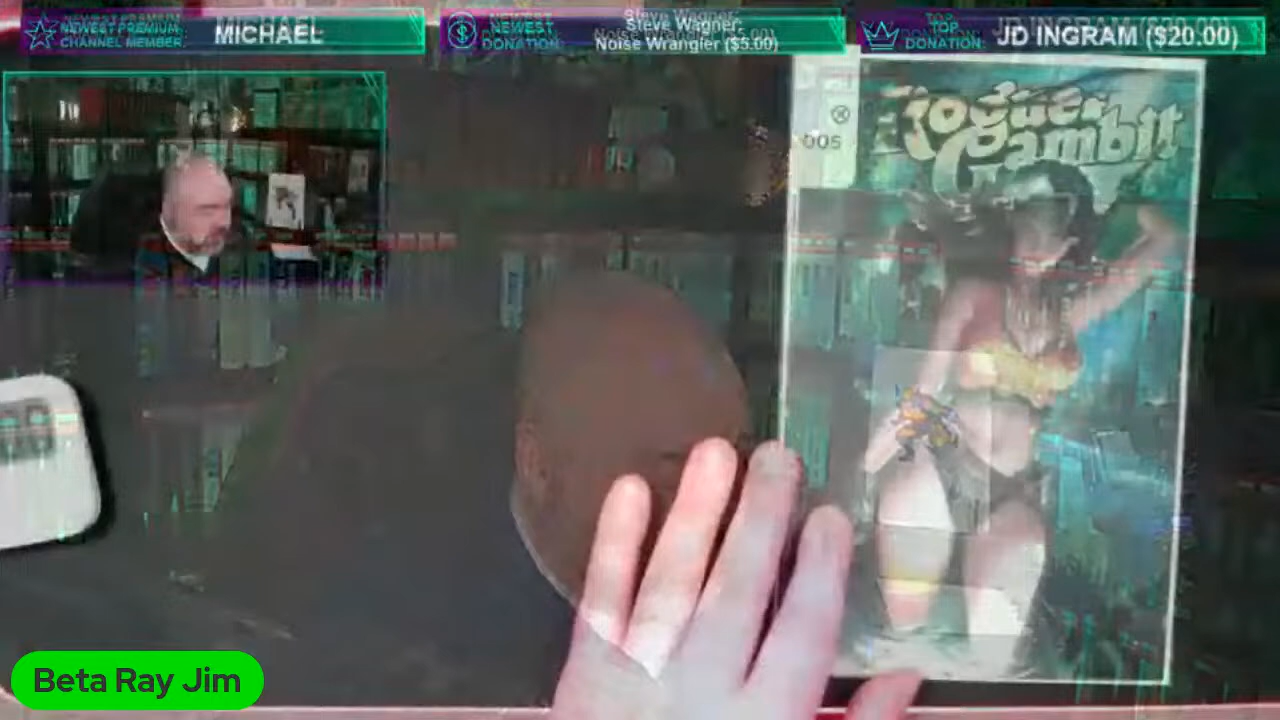 NEWEST PREMIUM
CHANNEL MEMBER:
MICHAEL
NEWEST
DONATION:
Steve Wagner:
Noise Wrangler ($5.00)
TOP
DONATION:
JD INGRAM ($20.00)
005
Gambit
Beta Ray Jim